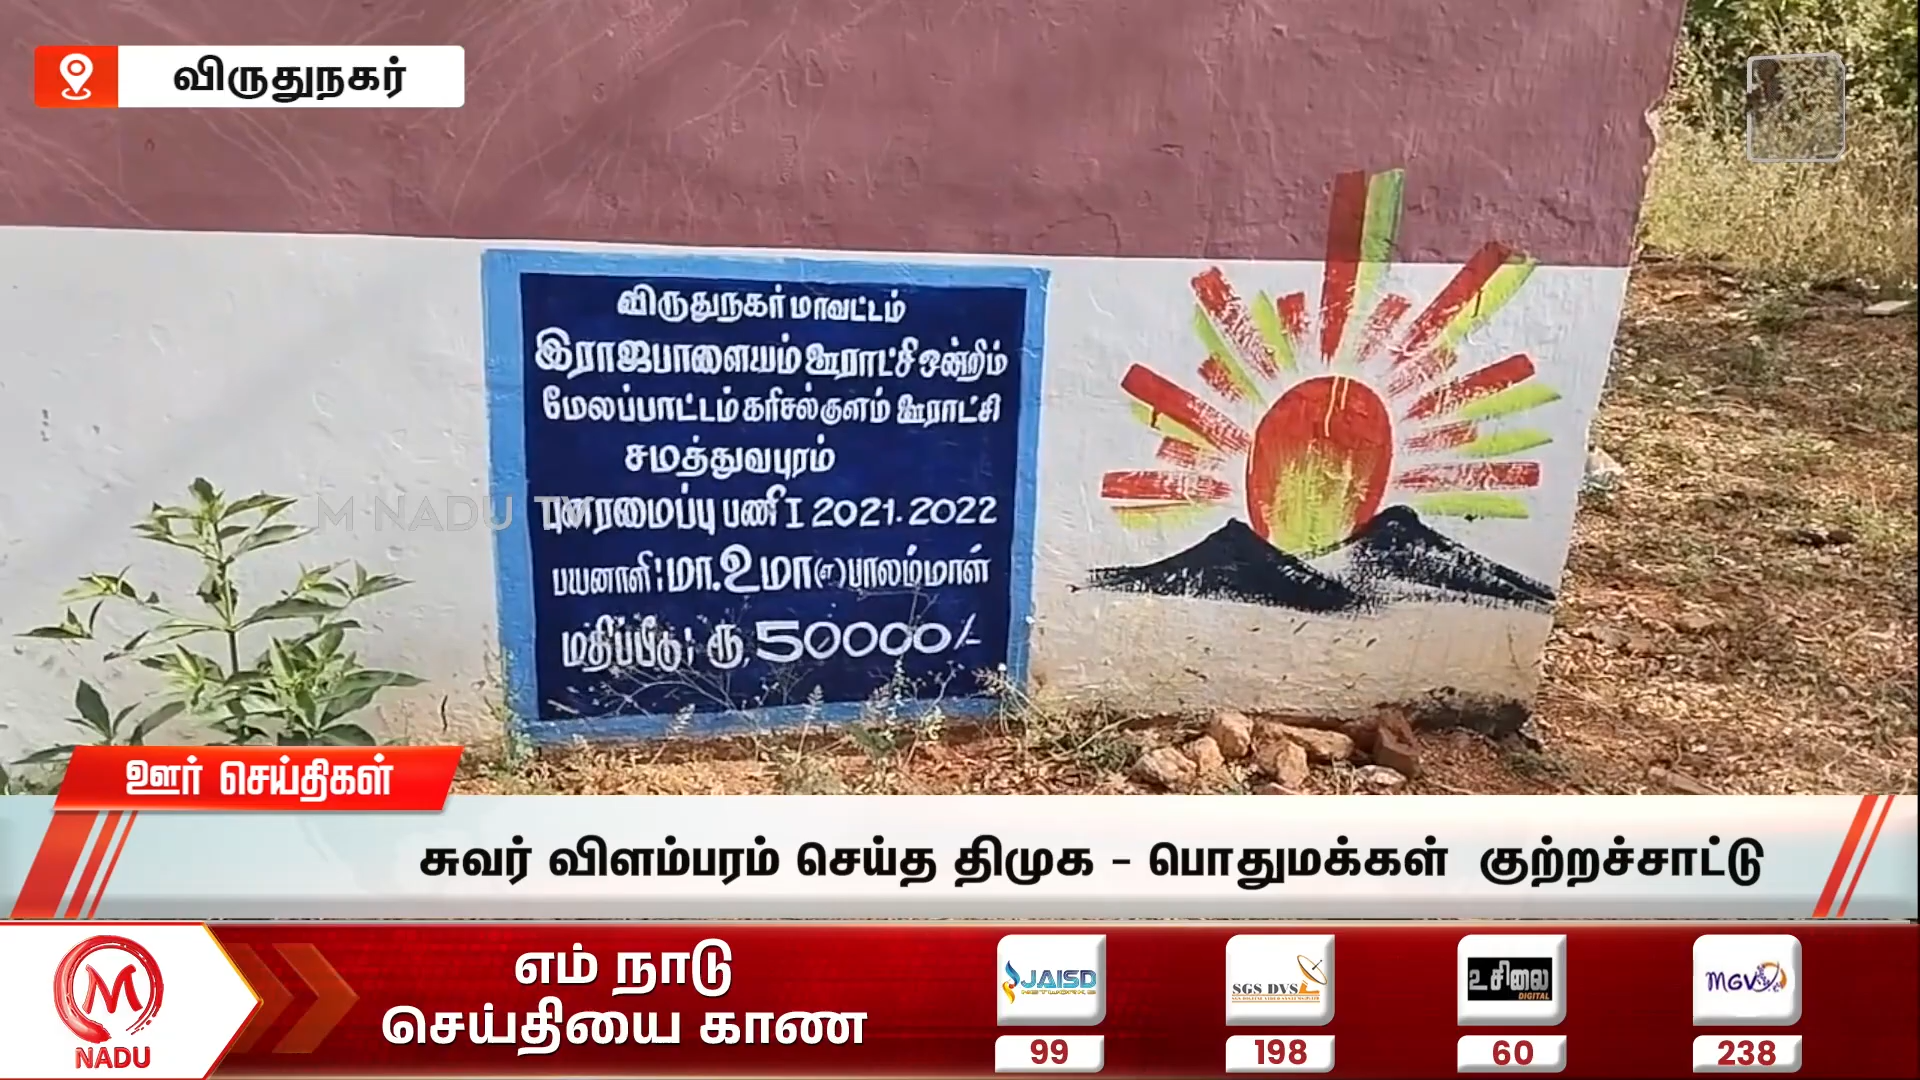 விருதுநகர்
விருதுநகர் மாவட்டம்
இராஜபாளையம் ஊராட்சி ஒன்றிம்
மேலப்பாட்டம் கரிசல்குளம் ஊராட்சி
சமத்துவபுரம்
புனரமைப்பு பணி I 2021-2022
பயனாளி : மா.உமா(எ)பாலம்மாள்
மதிப்பீடு : ரூ.50000/-
M NADU TV
ஊர் செய்திகள்
சுவர் விளம்பரம் செய்த திமுக - பொதுமக்கள் குற்றச்சாட்டு
M
NADU
எம் நாடு
செய்தியை காண
JAISD
NETWORKS
99
SGS DVS
198
உசிலை
DIGITAL
60
MGV
238